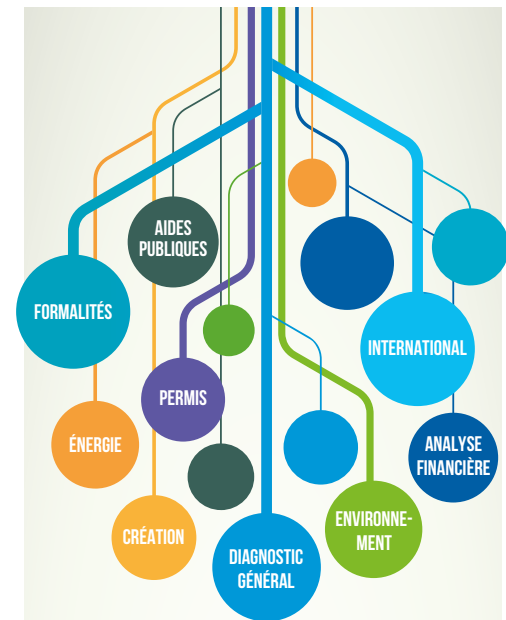 AIDES
PUBLIQUES
FORMALITÉS
INTERNATIONAL
PERMIS
ÉNERGIE
ANALYSE
FINANCIÈRE
CRÉATION
ENVIRONNE-
MENT
DIAGNOSTIC
GÉNÉRAL